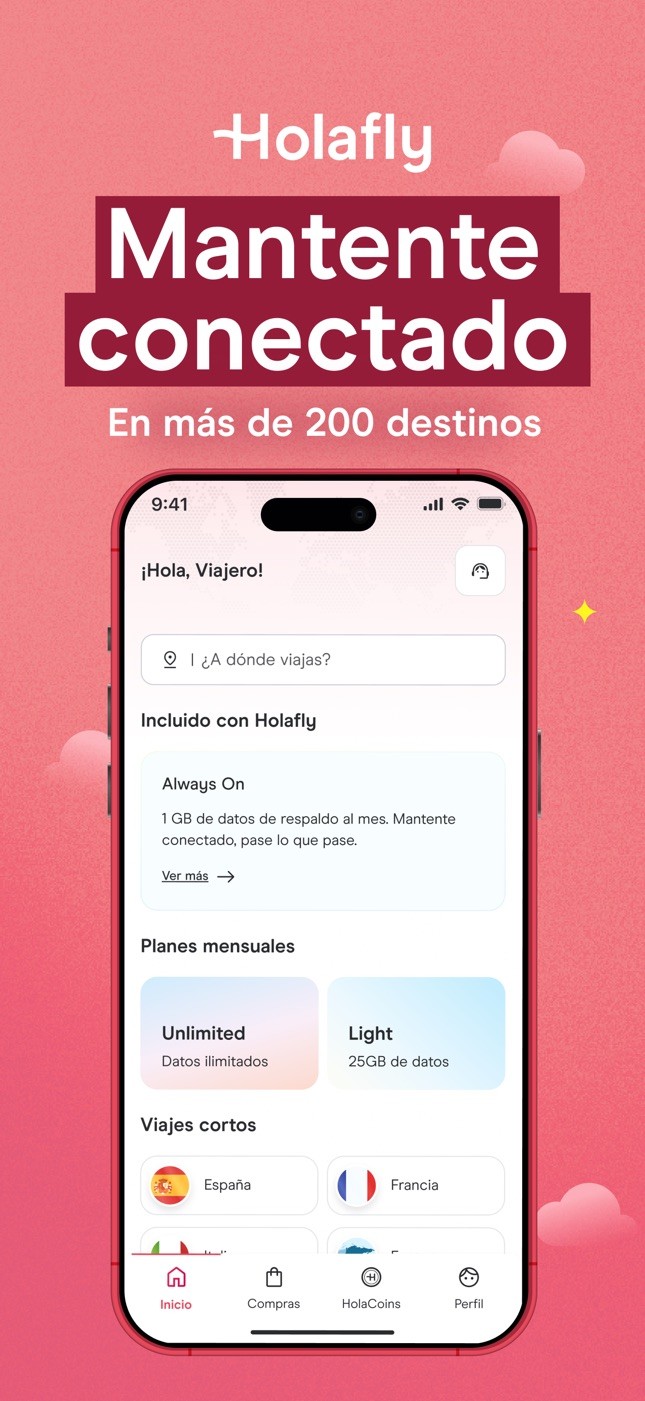 Holafly
Mantente
conectado
En más de 200 destinos
9:41
¡Hola, Viajero!
| ¿A dónde viajas?
Incluido con Holafly
Always On
1 GB de datos de respaldo al mes. Mantente
conectado, pase lo que pase.
Ver más
Planes mensuales
Unlimited
Light
Datos ilimitados
25GB de datos
Viajes cortos
España
Francia
Inicio
Compras
HolaCoins
Perfil